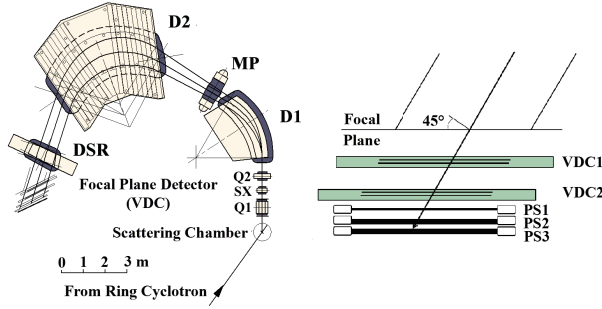 D2
MP
D1
DSR
Focal Plane Detector
(VDC)
Q2
SX
Q1
Scattering Chamber
0 1 2 3 m
From Ring Cyclotron
Focal
Plane
45°
VDC1
VDC2
PS1
PS2
PS3